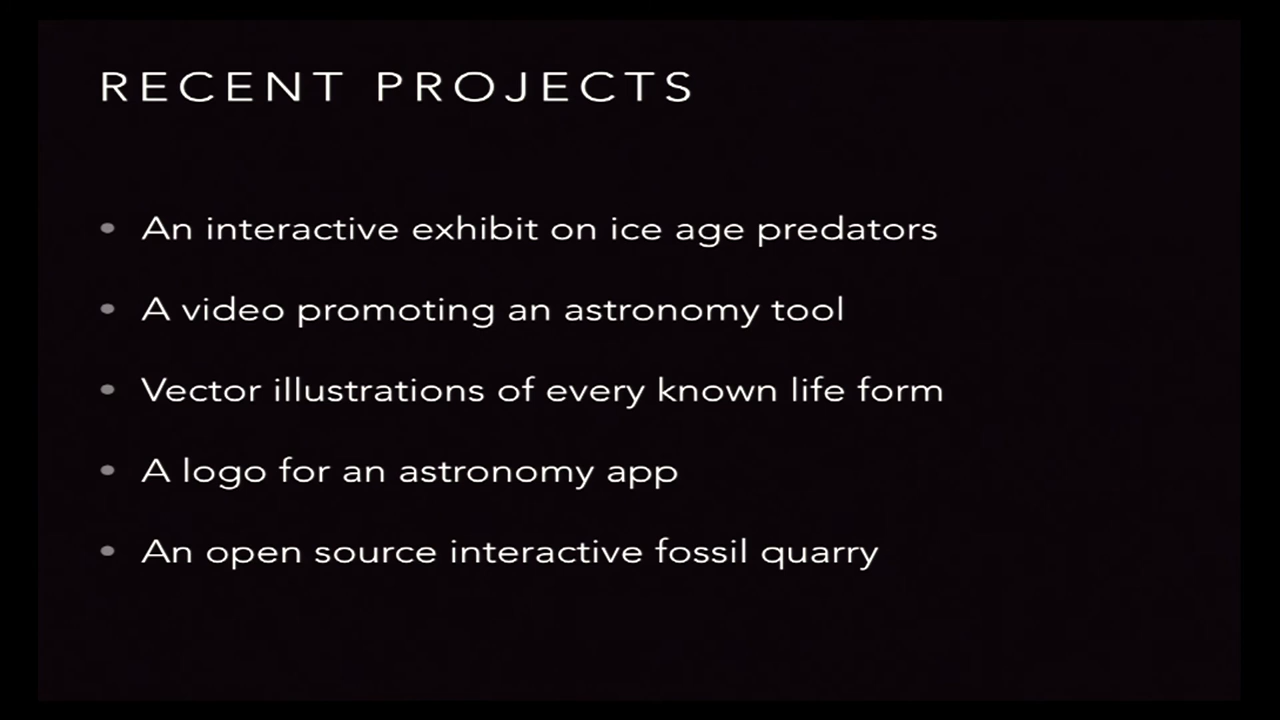 RECENT PROJECTS
• An interactive exhibit on ice age predators
• A video promoting an astronomy tool
• Vector illustrations of every known life form
• A logo for an astronomy app
• An open source interactive fossil quarry